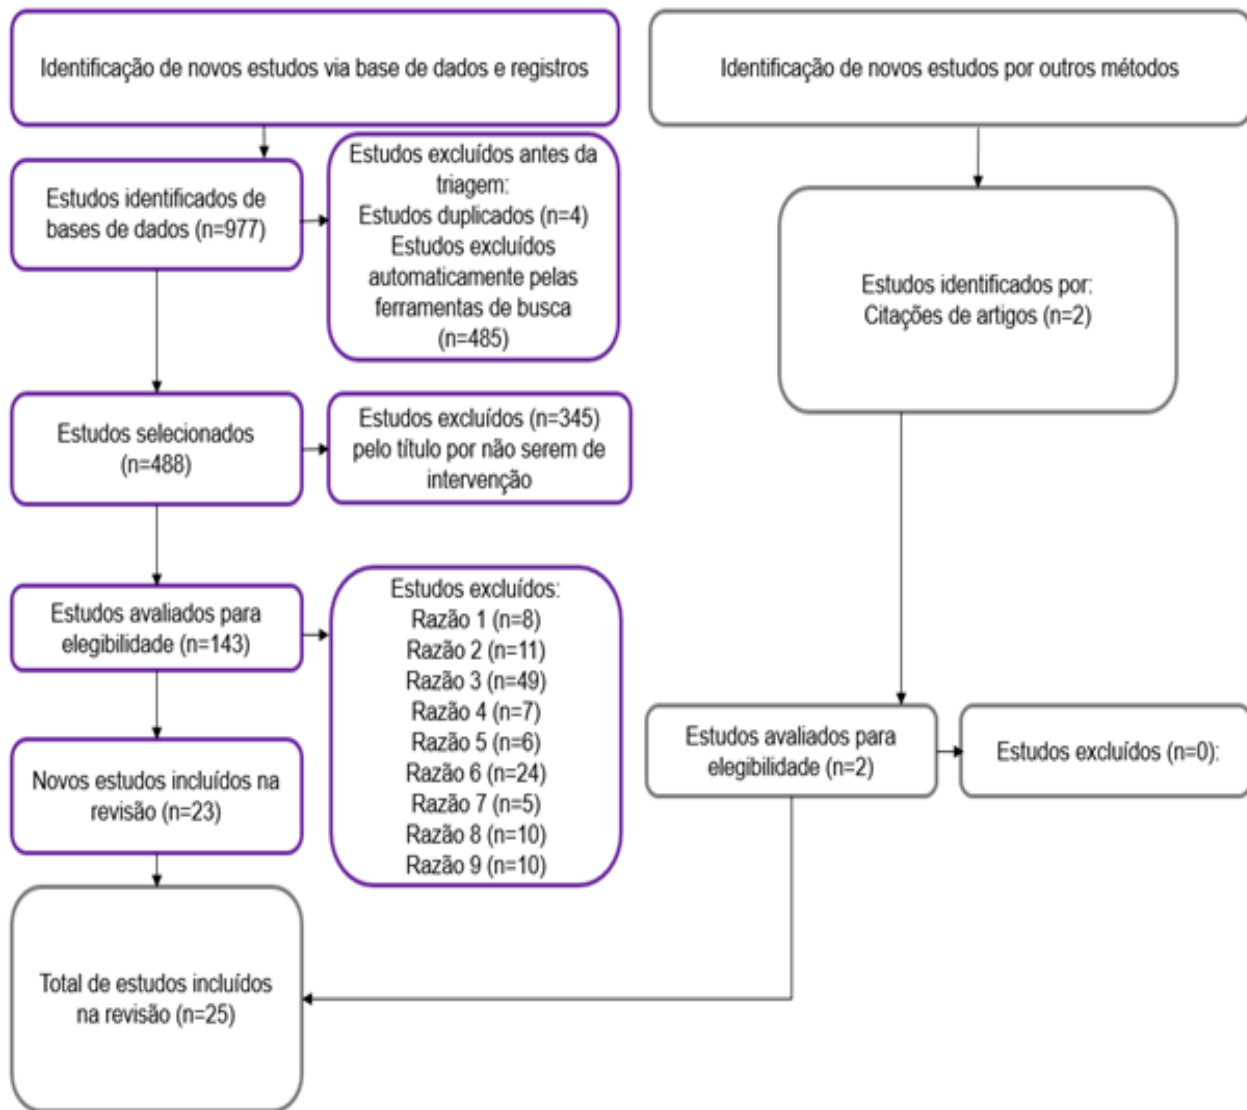 Identificação de novos estudos via base de dados e registros
Identificação de novos estudos por outros métodos
Estudos identificados de
bases de dados (n=977)
Estudos excluídos antes da
triagem:
Estudos duplicados (n=4)
Estudos excluídos
automaticamente pelas
ferramentas de busca
(n=485)
Estudos identificados por:
Citações de artigos (n=2)
Estudos selecionados
(n=488)
Estudos excluídos (n=345)
pelo título por não serem de
intervenção
Estudos avaliados para
elegibilidade (n=143)
Estudos excluídos:
Razão 1 (n=8)
Razão 2 (n=11)
Razão 3 (n=49)
Razão 4 (n=7)
Razão 5 (n=6)
Razão 6 (n=24)
Razão 7 (n=5)
Razão 8 (n=10)
Razão 9 (n=10)
Estudos avaliados para
elegibilidade (n=2)
Estudos excluídos (n=0):
Novos estudos incluídos na
revisão (n=23)
Total de estudos incluídos
na revisão (n=25)